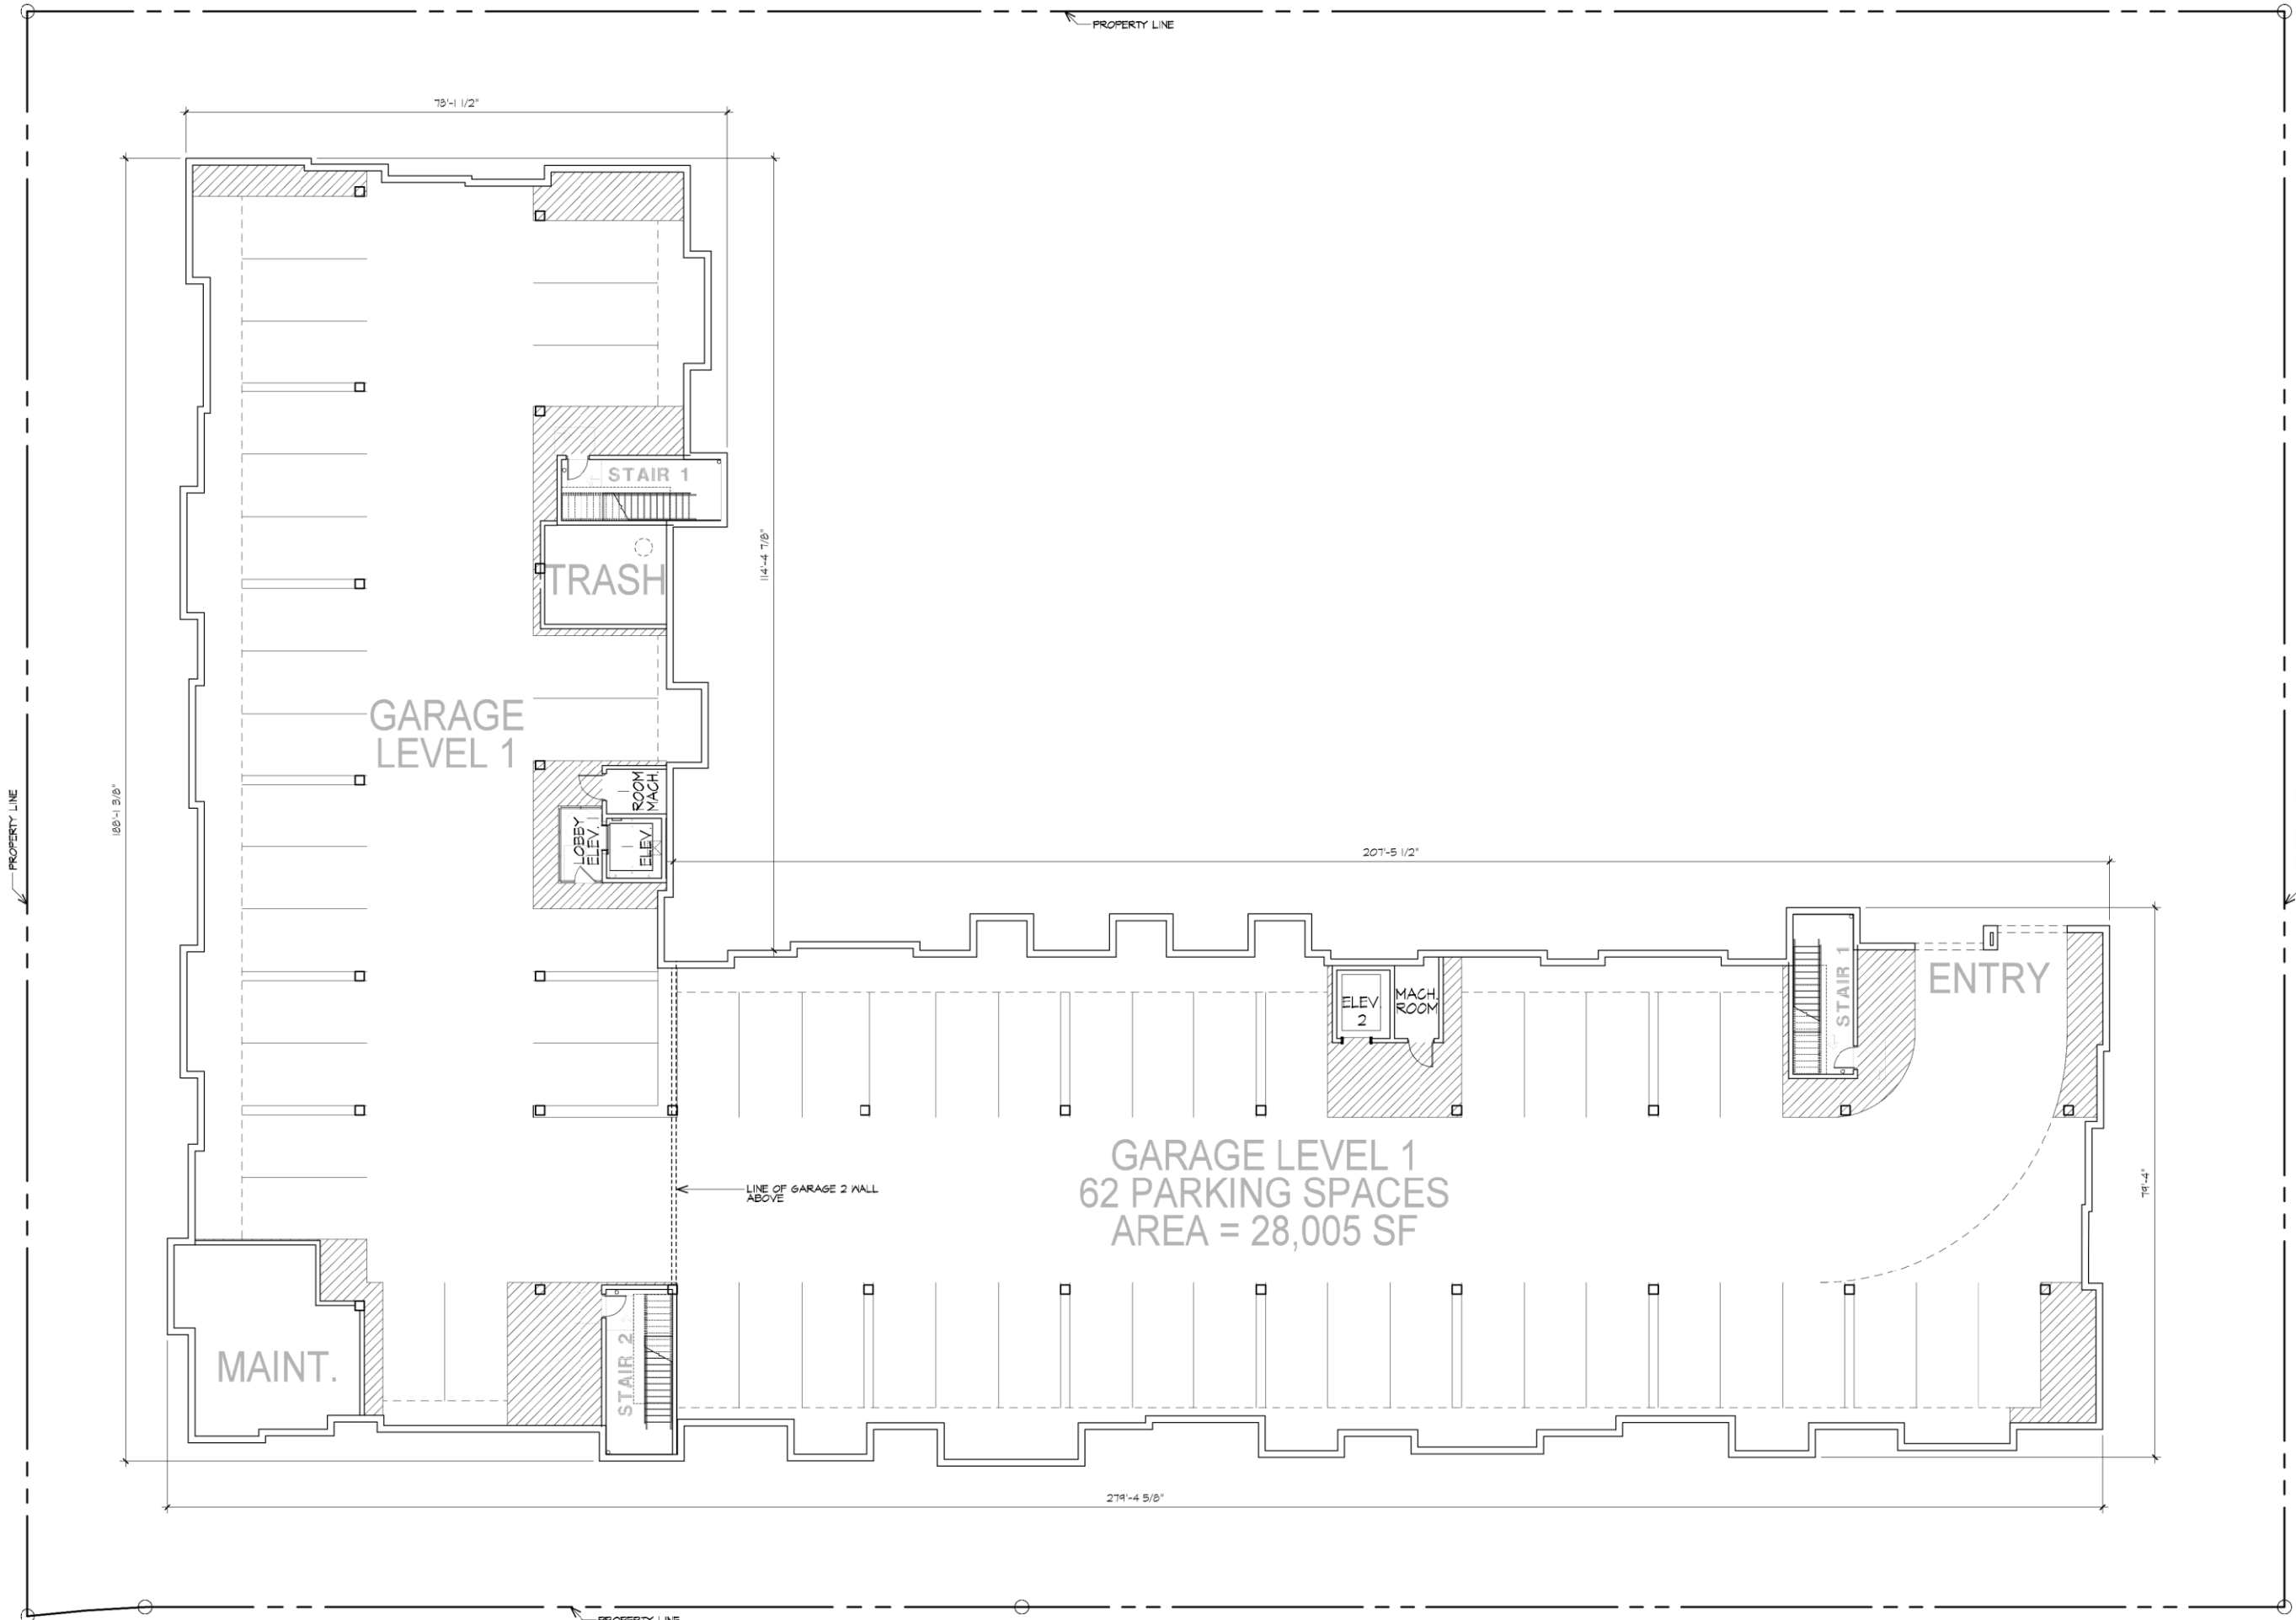 PROPERTY LINE
78'-1 1/2"
STAIR 1
114'-4 7/8"
TRASH
GARAGE
LEVEL 1
ROOM
MACH.
188'-1 3/8"
PROPERTY LINE
LOBBY
ELEV.
ELEV.
207'-5 1/2"
ENTRY
STAIR 1
ELEV.
2
MACH.
ROOM
GARAGE LEVEL 1
62 PARKING SPACES
AREA = 28,005 SF
LINE OF GARAGE 2 WALL
ABOVE
79'-4"
MAINT.
STAIR 2
279'-4 5/8"
PROPERTY LINE